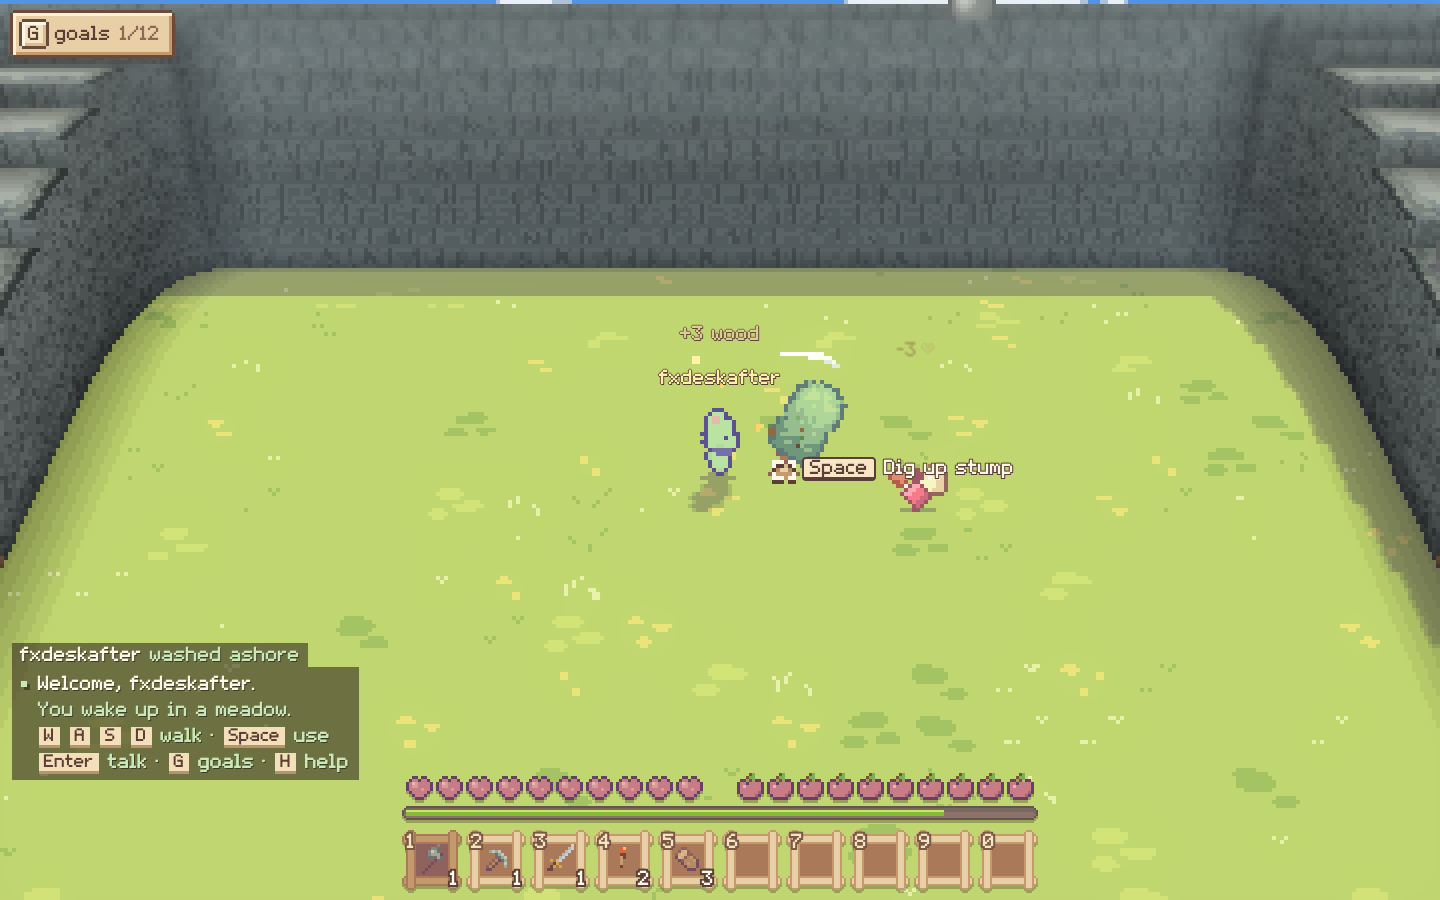 G goals 1/12
+3 wood
-3
fxdeskafter
Space Dig up stump
fxdeskafter washed ashore
Welcome, fxdeskafter.
You wake up in a meadow.
W A S D walk · Space use
Enter talk · G goals · H help
1 2 3 4 5 6 7 8 9 0
1 1 1 2 3